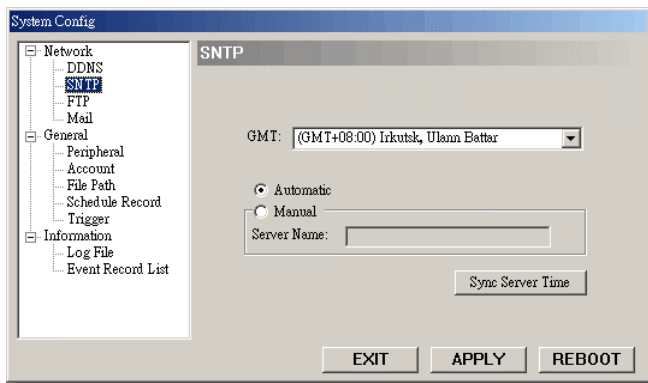 System Config
Network
DDNS
SNTP
FTP
Mail
General
Peripheral
Account
File Path
Schedule Record
Trigger
Information
Log File
Event Record List
SNTP
GMT: (GMT+08:00) Irkutsk, Ulann Battar
Automatic
Manual
Server Name:
Sync Server Time
EXIT APPLY REBOOT